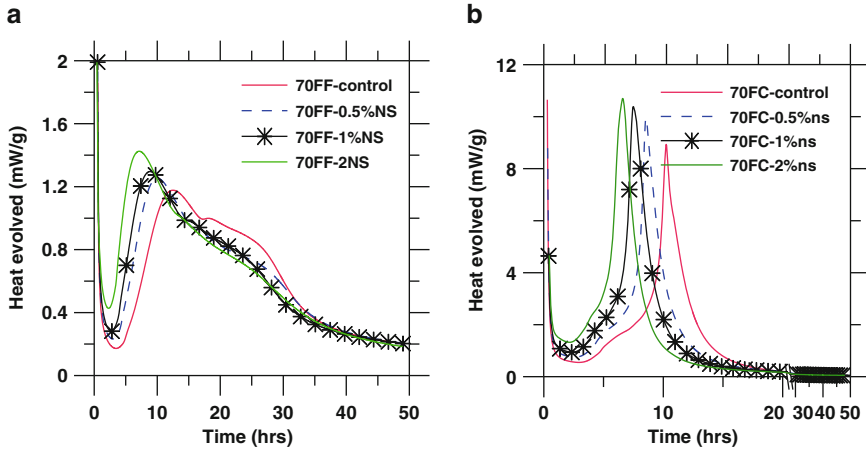 a
2
1.6
1.2
0.8
0.4
0
Heat evolved (mW/g)
70FF-control
70FF-0.5%NS
70FF-1%NS
70FF-2NS
0 10 20 30 40 50
Time (hrs)
b
12
8
4
0
Heat evolved (mW/g)
70FC-control
70FC-0.5%ns
70FC-1%ns
70FC-2%ns
0 10 20 30 40 50
Time (hrs)